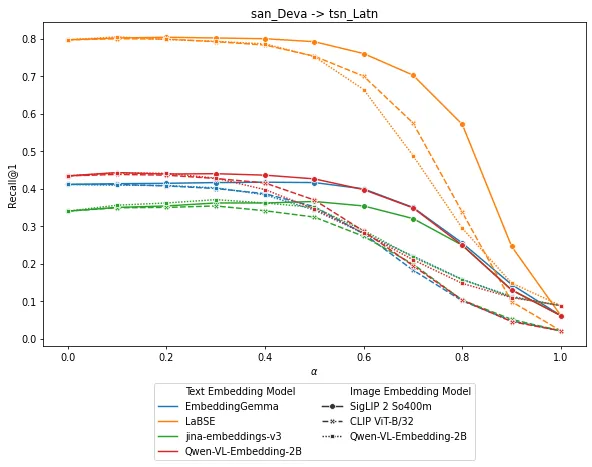 san_Deva -> tsn_Latn
Recall@1
0.8
0.7
0.6
0.5
0.4
0.3
0.2
0.1
0.0
0.0 0.2 0.4 0.6 0.8 1.0
α
Text Embedding Model Image Embedding Model
EmbeddingGemma SigLIP 2 So400m
LaBSE CLIP ViT-B/32
jina-embeddings-v3 Qwen-VL-Embedding-2B
Qwen-VL-Embedding-2B